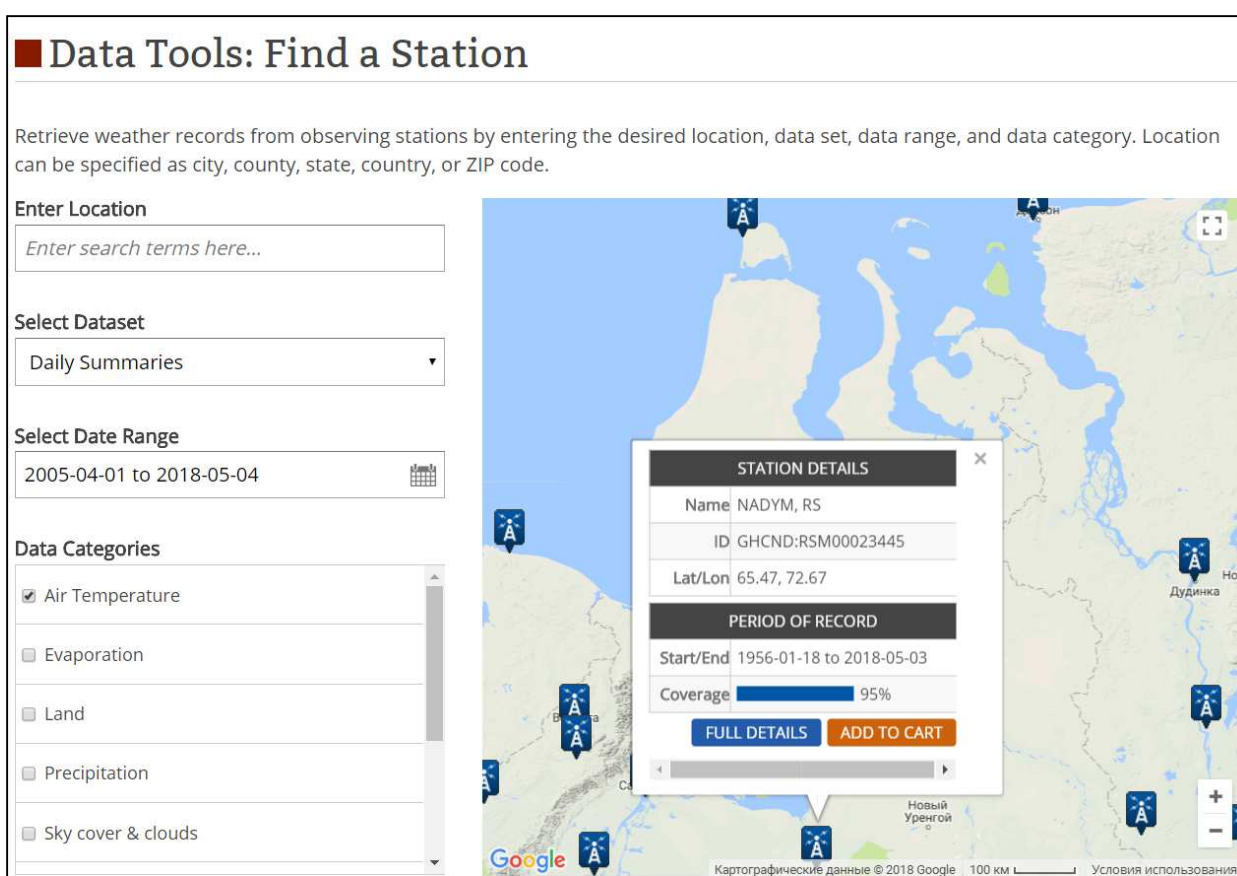 Data Tools: Find a Station
Retrieve weather records from observing stations by entering the desired location, data set, data range, and data category. Location
can be specified as city, county, state, country, or ZIP code.
Enter Location
Enter search terms here...
Select Dataset
Daily Summaries
Select Date Range
2005-04-01 to 2018-05-04
Data Categories
Air Temperature
Evaporation
Land
Precipitation
Sky cover & clouds
STATION DETAILS
Name NADYM, RS
ID GHCND:RSM00023445
Lat/Lon 65.47, 72.67
PERIOD OF RECORD
Start/End 1956-01-18 to 2018-05-03
Coverage 95%
FULL DETAILS ADD TO CART
Дудинка
Новый
Уренгой
Google
Картографические данные © 2018 Google 100 км Условия использования